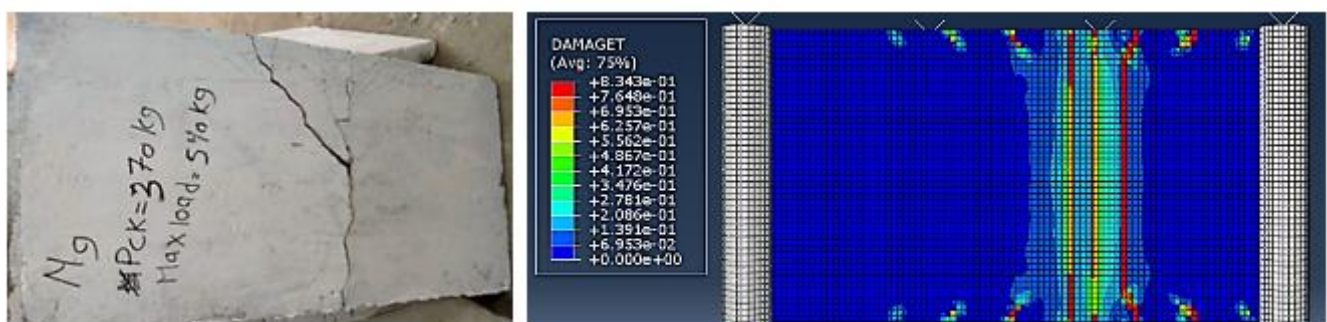 Ng
Pck=370 kg
Max load=540 kg
DAMAGET
(Avg: 75%)
+8.343e-01
+7.648e-01
+6.953e-01
+6.257e-01
+5.562e-01
+4.867e-01
+4.172e-01
+3.476e-01
+2.781e-01
+2.086e-01
+1.391e-01
+6.953e-02
+0.000e+00